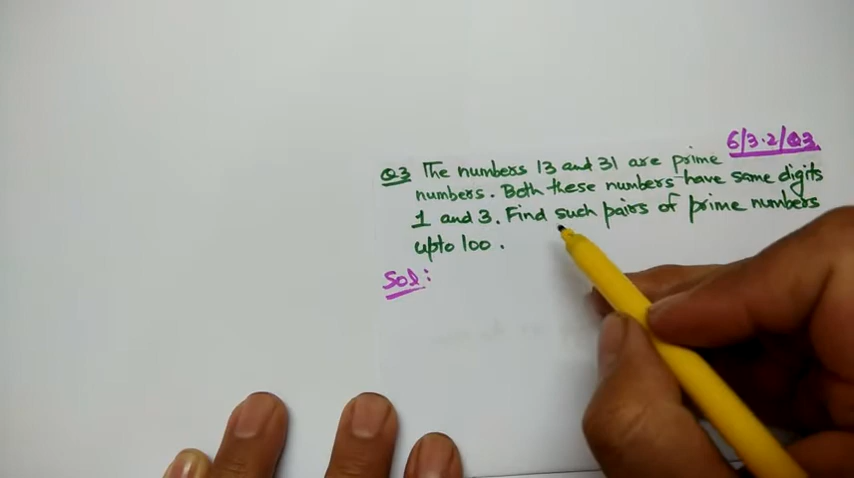 6/3.2/Q3
Q3 The numbers 13 and 31 are prime
numbers. Both these numbers have same digits
1 and 3. Find such pairs of prime numbers
upto 100.
Sol: